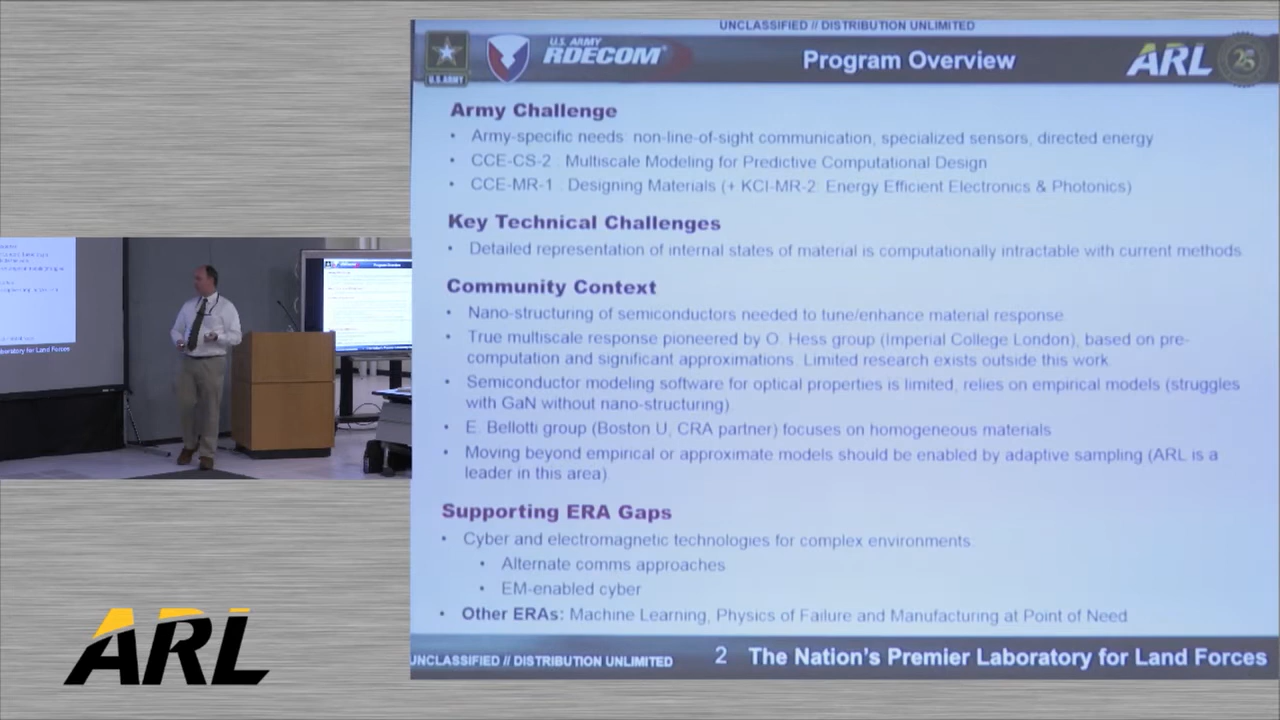 UNCLASSIFIED // DISTRIBUTION UNLIMITED
U.S.ARMY
U.S. ARMY
RDECOM®
Program Overview
ARL
25
Army Challenge
• Army-specific needs: non-line-of-sight communication, specialized sensors, directed energy
• CCE-CS-2 : Multiscale Modeling for Predictive Computational Design
• CCE-MR-1 : Designing Materials (+ KCI-MR-2: Energy Efficient Electronics & Photonics)
Key Technical Challenges
• Detailed representation of internal states of material is computationally intractable with current methods.
Community Context
• Nano-structuring of semiconductors needed to tune/enhance material response.
• True multiscale response pioneered by O. Hess group (Imperial College London), based on pre-
computation and significant approximations. Limited research exists outside this work.
• Semiconductor modeling software for optical properties is limited, relies on empirical models (struggles
with GaN without nano-structuring)
• E. Bellotti group (Boston U, CRA partner) focuses on homogeneous materials
• Moving beyond empirical or approximate models should be enabled by adaptive sampling (ARL is a
leader in this area)
Supporting ERA Gaps
• Cyber and electromagnetic technologies for complex environments
• Alternate comms approaches
• EM-enabled cyber
• Other ERAs: Machine Learning, Physics of Failure and Manufacturing at Point of Need
UNCLASSIFIED // DISTRIBUTION UNLIMITED
2
The Nation's Premier Laboratory for Land Forces
Program Overview
aboratory for Land Forces
ARL